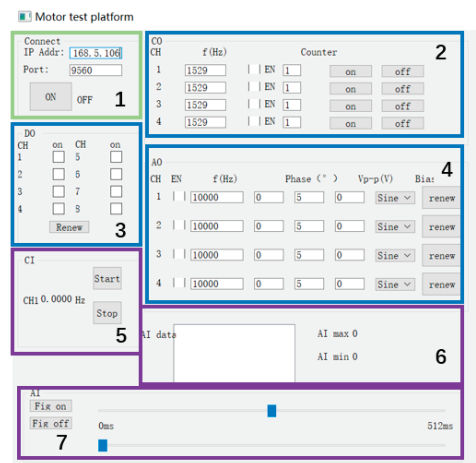 Motor test platform
Connect
IP Addr: 168.5.106
Port: 9560
ON OFF 1
CO 2
CH f(Hz) Counter
1 1529 EN 1 on off
2 1529 EN 1 on off
3 1529 EN 1 on off
4 1529 EN 1 on off
DO
CH on CH on
1 5
2 6
3 7
4 8
Renew 3
AO 4
CH EN f(Hz) Phase(°) Vp-p(V) Bias
1 10000 0 5 0 Sine renew
2 10000 0 5 0 Sine renew
3 10000 0 5 0 Sine renew
4 10000 0 5 0 Sine renew
CI
Start
CH1 0.0000 Hz
Stop
5
AI data AI max 0
AI min 0 6
AI
Fig on
Fig off 0ms 512ms
7